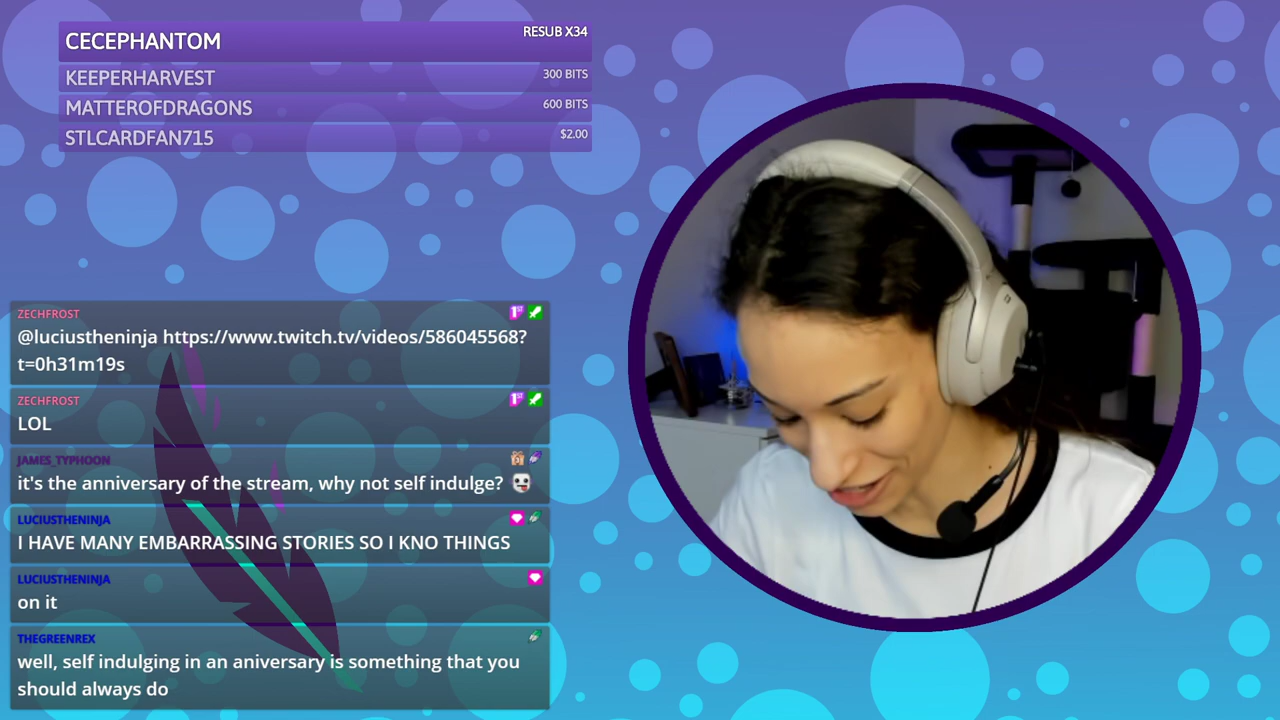 CECEPHANTOM RESUB X34
KEEPERHARVEST 300 BITS
MATTEROFDRAGONS 600 BITS
STLCARDFAN715 $2.00
ZECHFROST
@luciustheninja https://www.twitch.tv/videos/586045568?
t=0h31m19s
ZECHFROST
LOL
JAMES_TYPHOON
it's the anniversary of the stream, why not self indulge?
LUCIUSTHENINJA
I HAVE MANY EMBARRASSING STORIES SO I KNO THINGS
LUCIUSTHENINJA
on it
THEGREENREX
well, self indulging in an aniversary is something that you
should always do